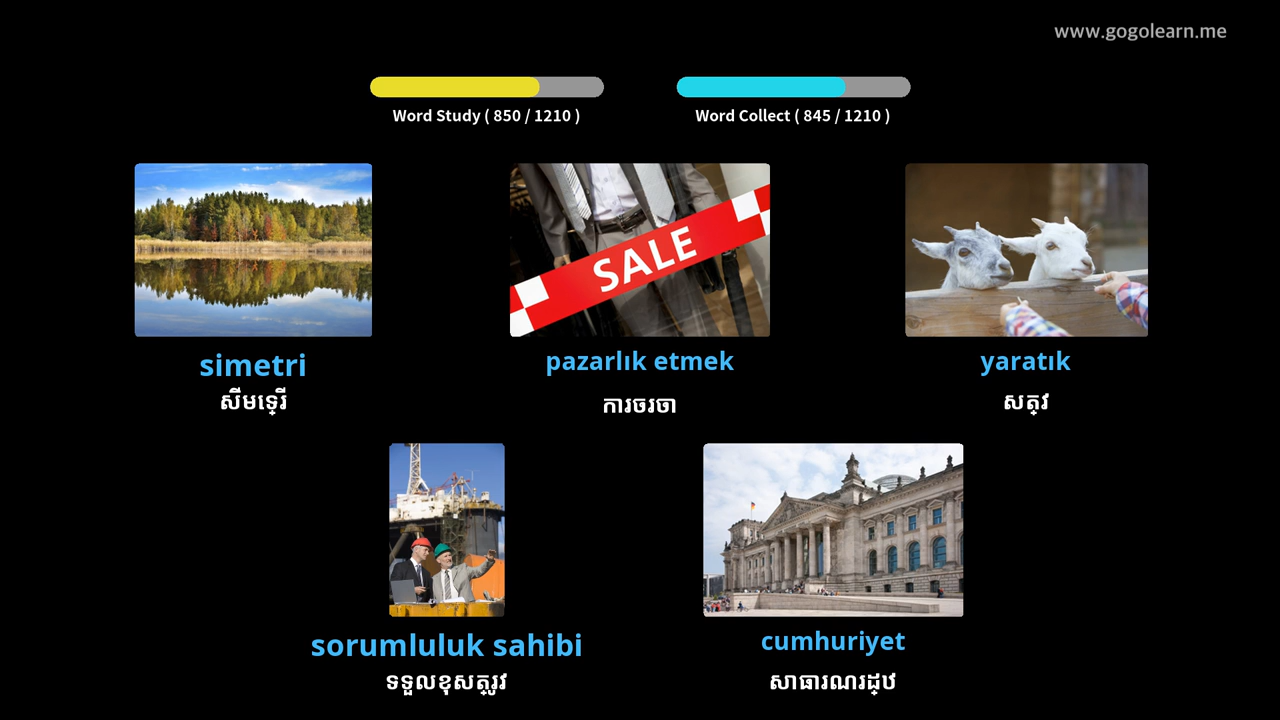 www.gogolearn.me
Word Study ( 850 / 1210 )
Word Collect ( 845 / 1210 )
SALE
simetri
ស៊ីមេទ្រី
pazarlık etmek
ការចរចា
yaratık
សត្វ
sorumluluk sahibi
ទទួលខុសត្រូវ
cumhuriyet
សាធារណរដ្ឋ